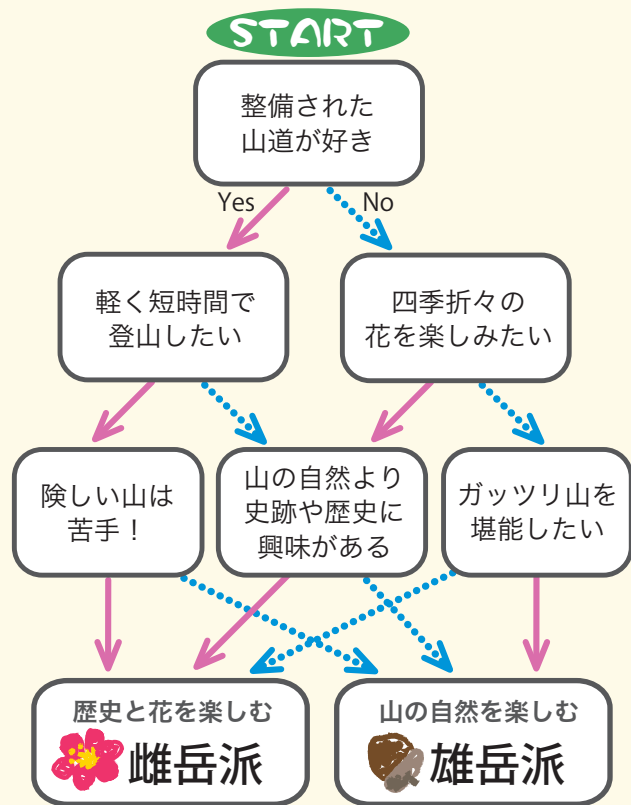 START
整備された
山道が好き
Yes
No
軽く短時間で
登山したい
四季折々の
花を楽しみたい
険しい山は
苦手！
山の自然より
史跡や歴史に
興味がある
ガッツリ山を
堪能したい
歴史と花を楽しむ
雌岳派
山の自然を楽しむ
雄岳派